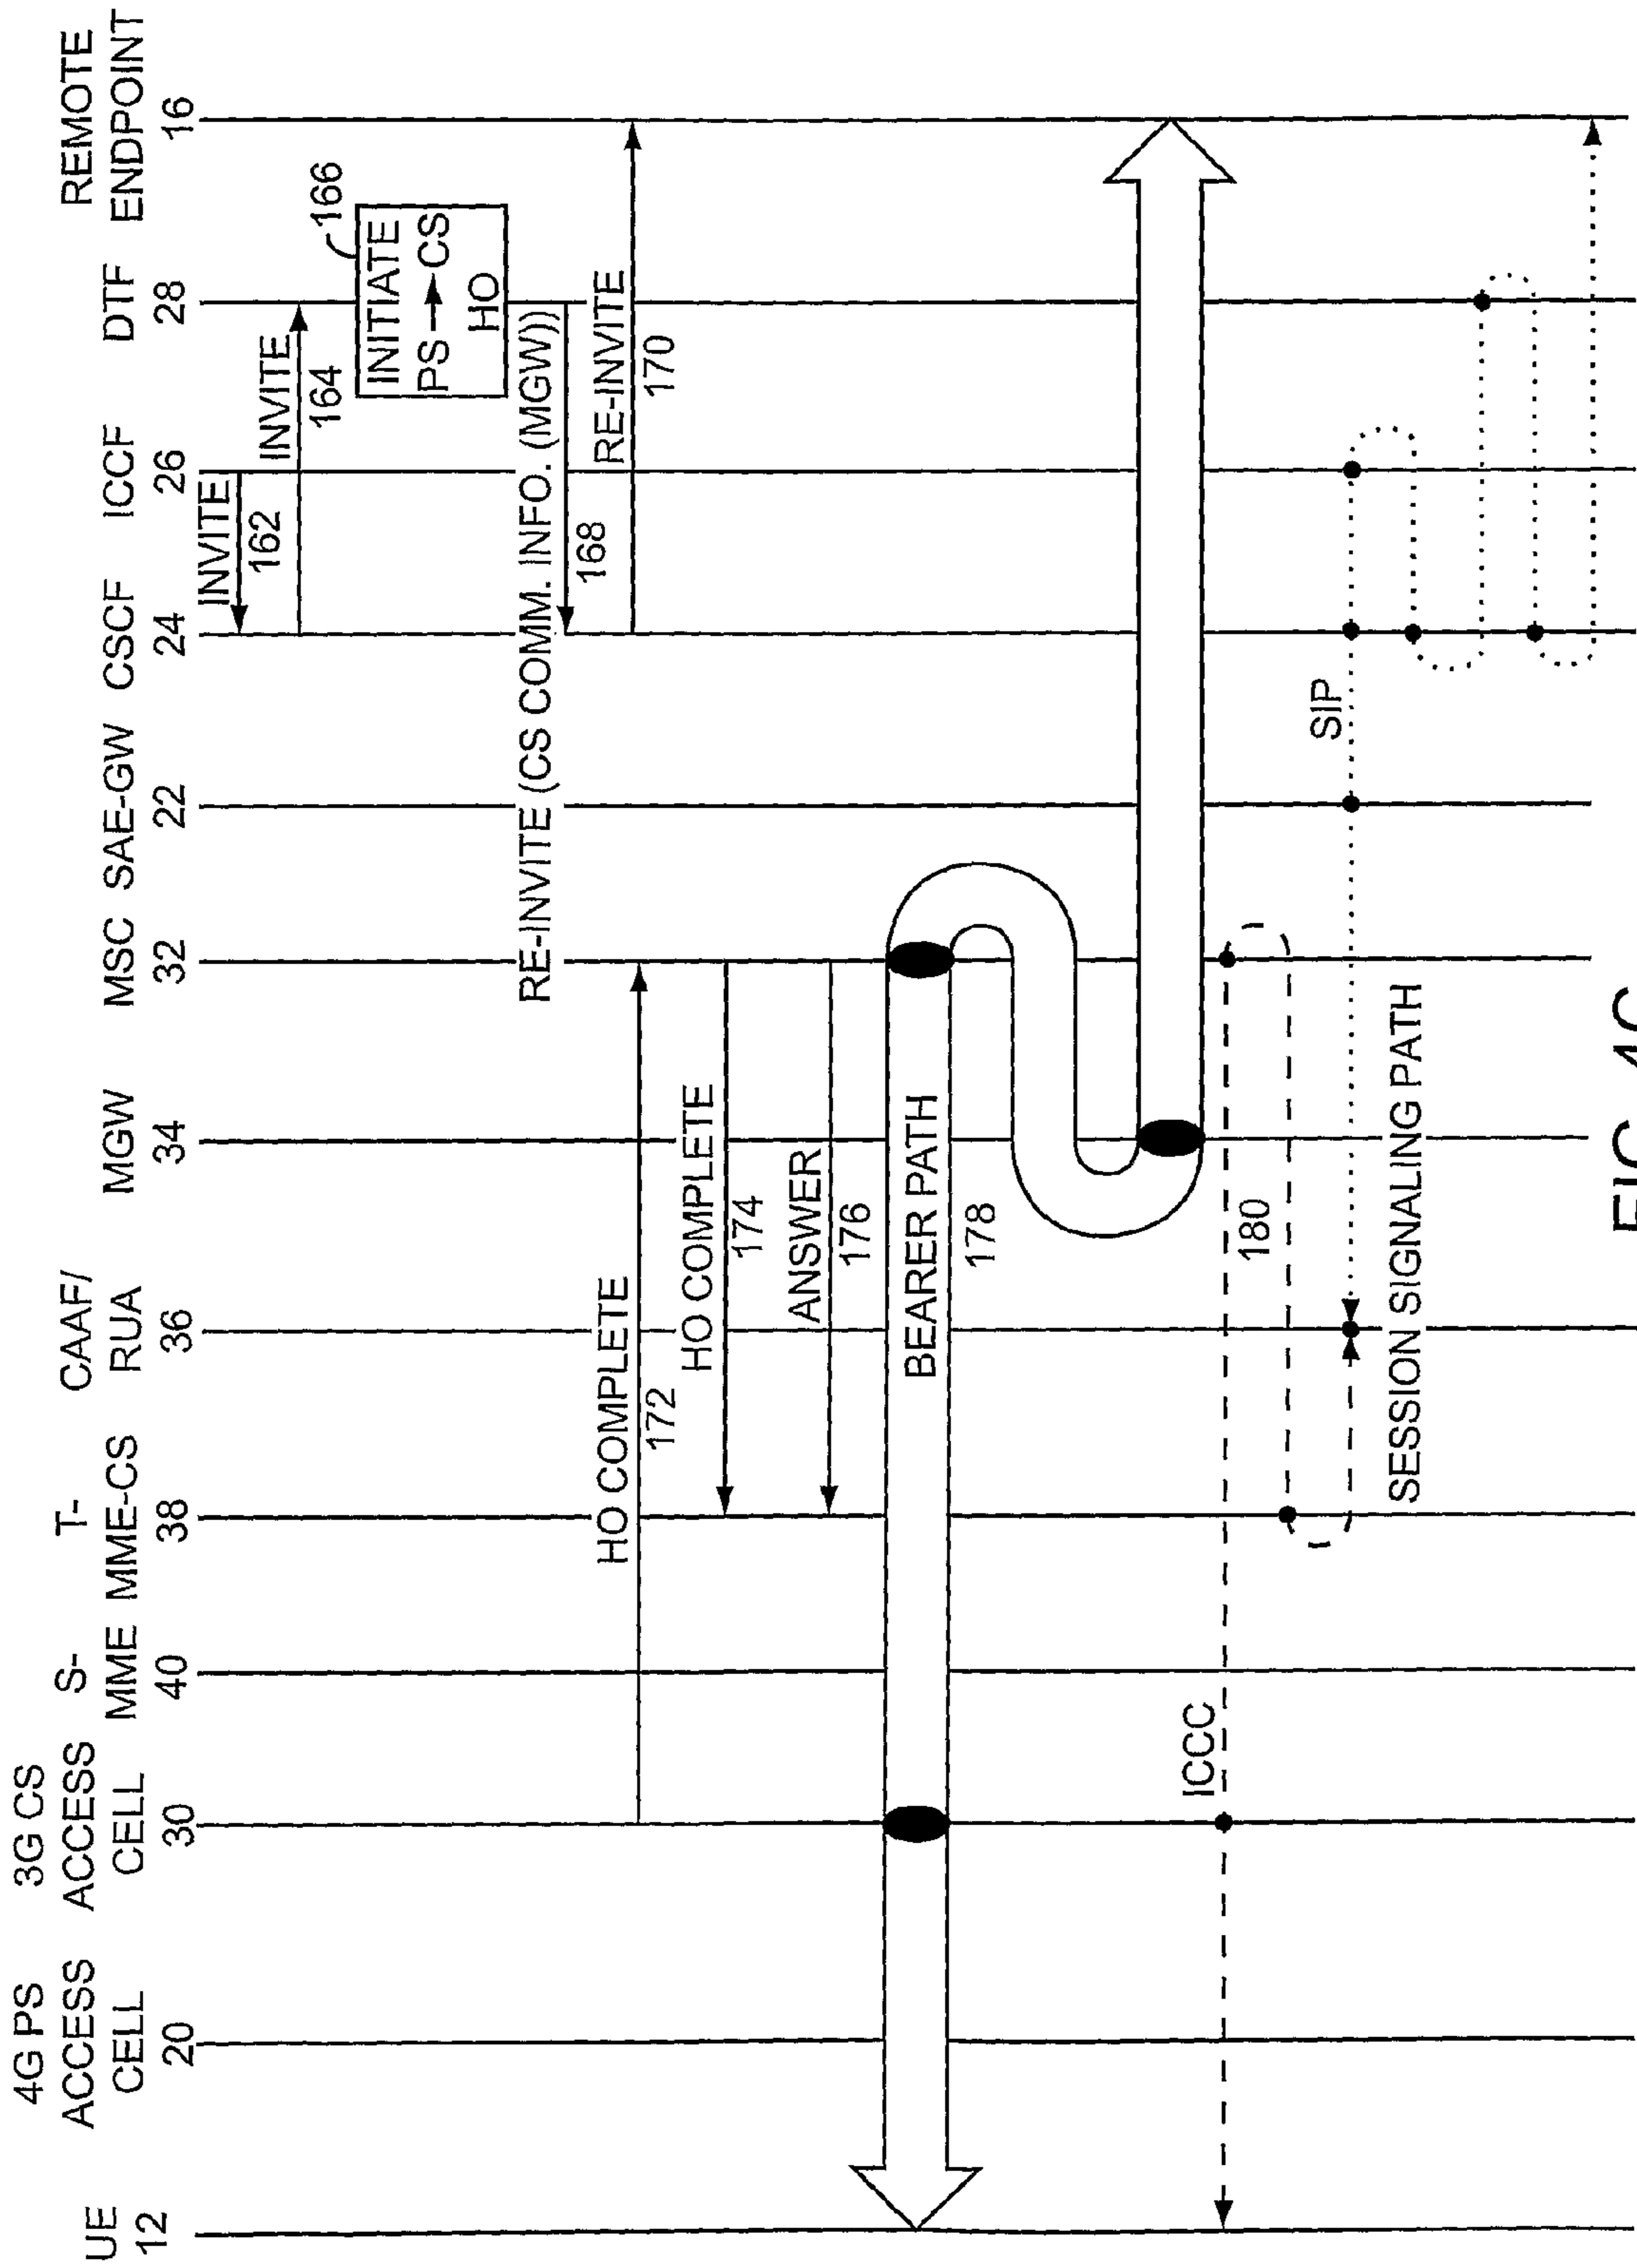 UE
12
4G PS
ACCESS
CELL
20
3G CS
ACCESS
CELL
30
S-
MME
40
T-
MME-CS
38
CAAF/
RUA
36
MGW
34
MSC
32
SAE-GW
22
CSCF
24
ICCF
26
DTF
28
REMOTE
ENDPOINT
16
INVITE
162
INVITE
164
166
INITIATE
PS CS
HO
RE-INVITE (CS COMM. INFO. (MGW))
168
RE-INVITE
170
HO COMPLETE
172
HO COMPLETE
174
ANSWER
176
BEARER PATH
178
ICCC
180
SIP
SESSION SIGNALING PATH